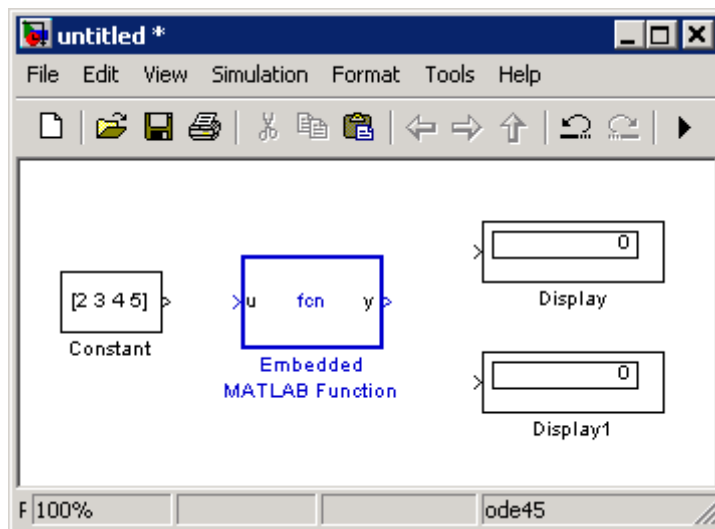 untitled *
File Edit View Simulation Format Tools Help
[2 3 4 5]
Constant
u fcn y
Embedded
MATLAB Function
0
Display
0
Display1
F 100% ode45